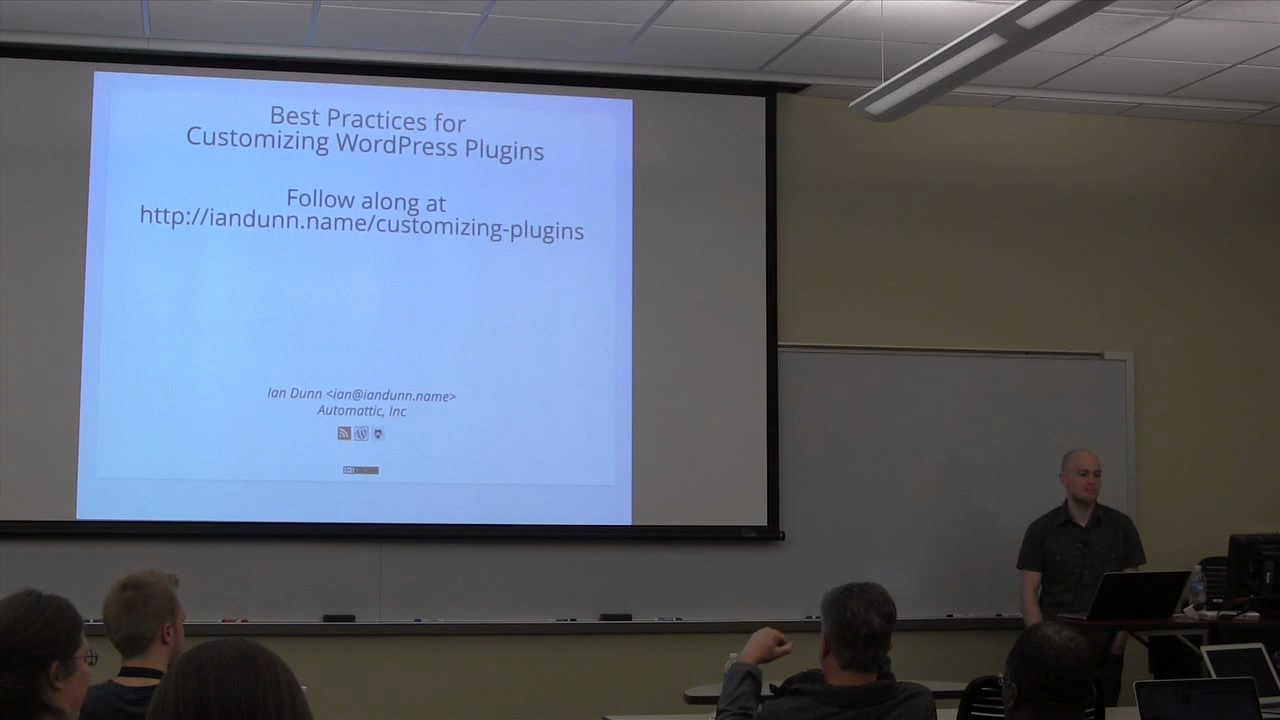 Best Practices for
Customizing WordPress Plugins
Follow along at
http://iandunn.name/customizing-plugins
Ian Dunn <ian@iandunn.name>
Automattic, Inc